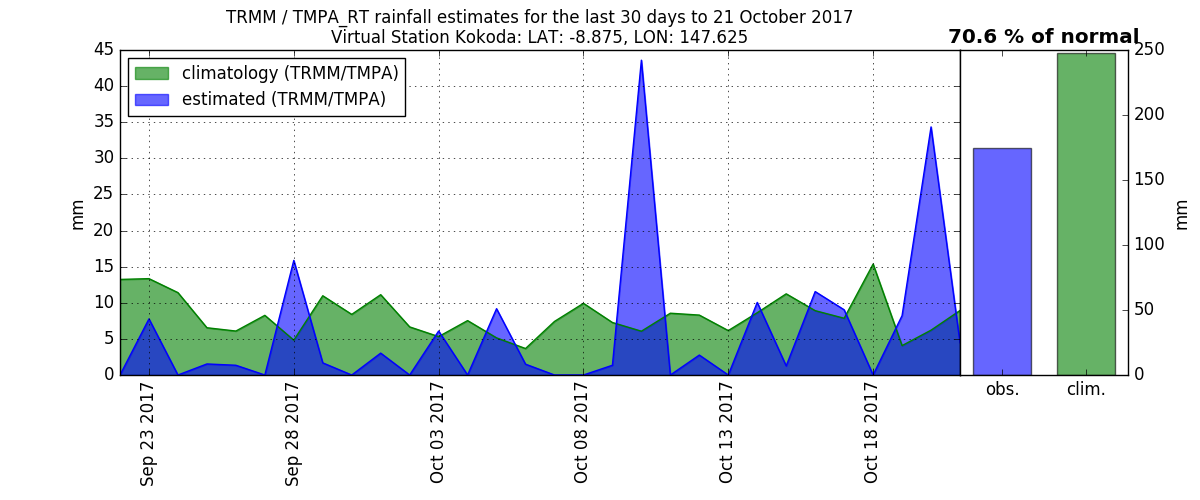 TRMM / TMPA_RT rainfall estimates for the last 30 days to 21 October 2017
Virtual Station Kokoda: LAT: -8.875, LON: 147.625
70.6 % of normal
climatology (TRMM/TMPA)
estimated (TRMM/TMPA)
45
40
35
30
25
20
15
10
5
0
mm
250
200
150
100
50
0
mm
Sep 23 2017
Sep 28 2017
Oct 03 2017
Oct 08 2017
Oct 13 2017
Oct 18 2017
obs.
clim.